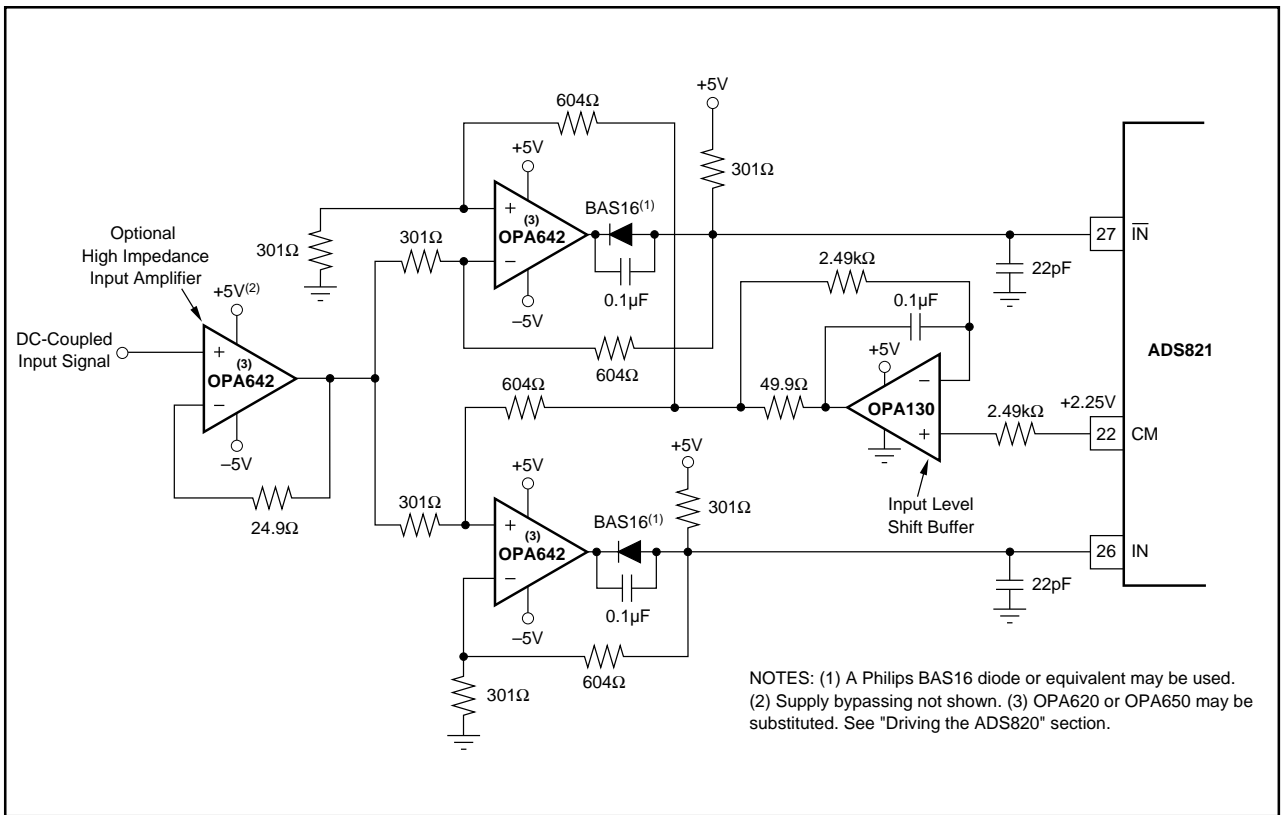 +5V
604Ω
+5V
301Ω
BAS16(1)
+
(3)
OPA642
–
Optional
High Impedance
Input Amplifier
301Ω
301Ω
27
IN
22pF
2.49kΩ
0.1µF
–5V
0.1µF
+5V(2)
DC-Coupled
Input Signal
+
(3)
OPA642
–
–5V
24.9Ω
604Ω
604Ω
49.9Ω
+5V
–
OPA130
+
2.49kΩ
+2.25V
22
CM
ADS821
Input Level
Shift Buffer
+5V
301Ω
+5V
301Ω
BAS16(1)
+
(3)
OPA642
–
0.1µF
–5V
604Ω
301Ω
26
IN
22pF
NOTES: (1) A Philips BAS16 diode or equivalent may be used.
(2) Supply bypassing not shown. (3) OPA620 or OPA650 may be
substituted. See "Driving the ADS820" section.